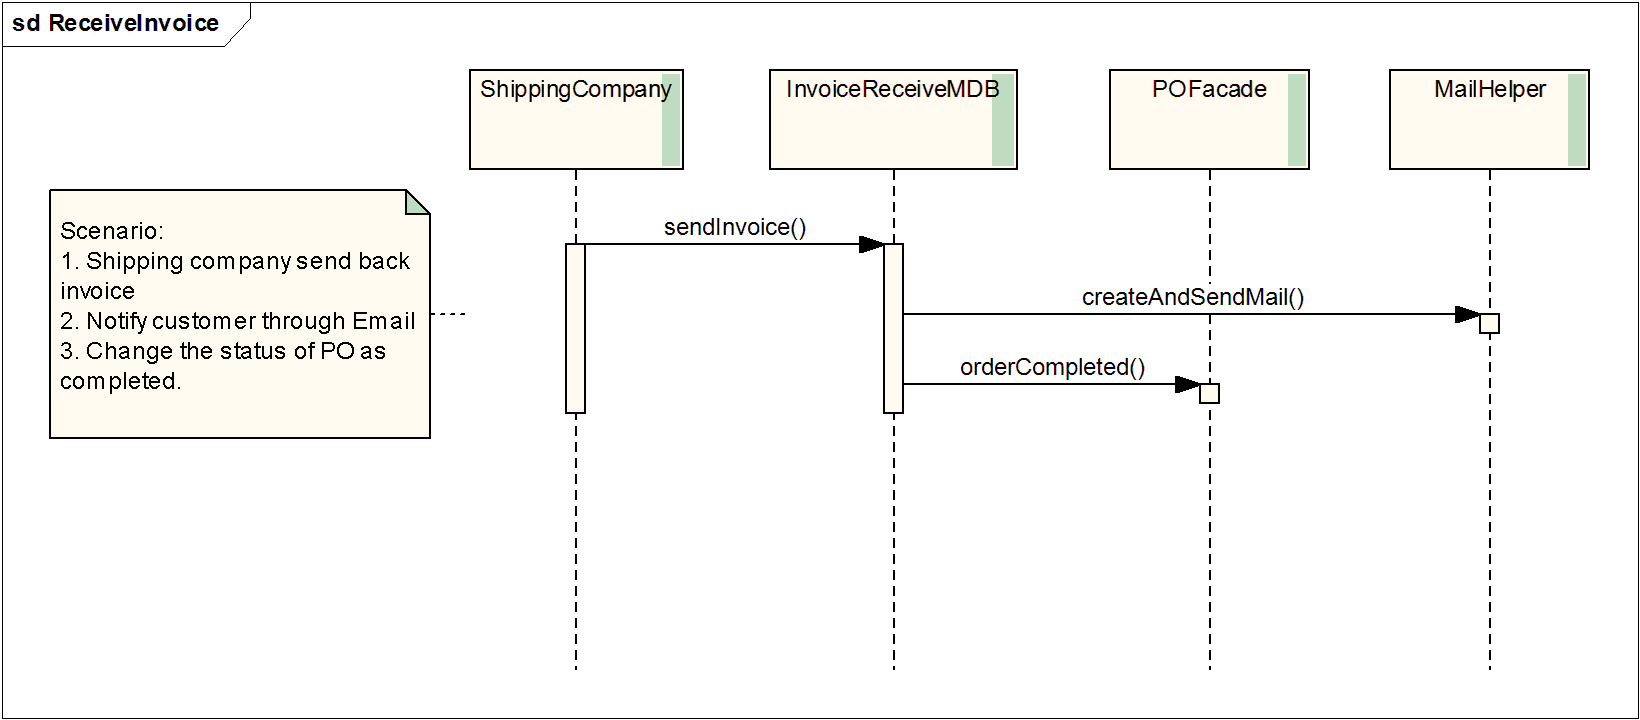 sd ReceiveInvoice
ShippingCompany
InvoiceReceiveMDB
POFacade
MailHelper
Scenario:
1. Shipping company send back
invoice
2. Notify customer through Email
3. Change the status of PO as
completed.
sendInvoice()
createAndSendMail()
orderCompleted()